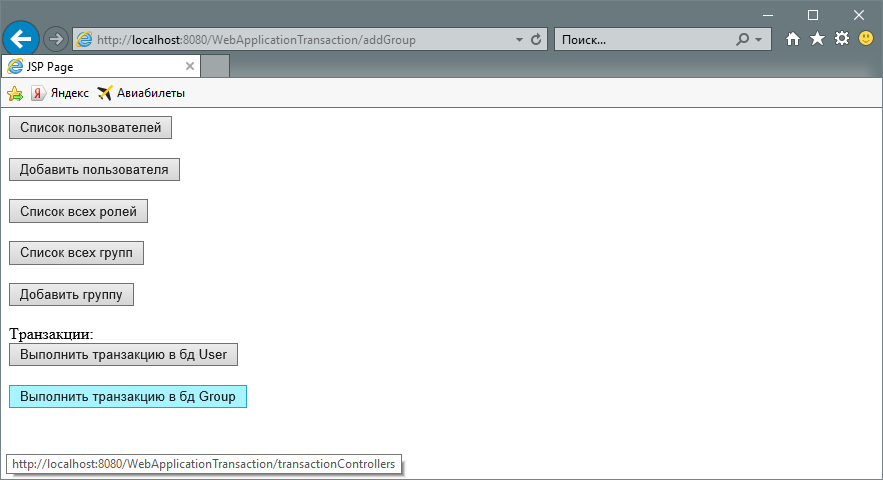 http://localhost:8080/WebApplicationTransaction/addGroup
Поиск...
JSP Page
Яндекс Авиабилеты
Список пользователей
Добавить пользователя
Список всех ролей
Список всех групп
Добавить группу
Транзакции:
Выполнить транзакцию в бд User
Выполнить транзакцию в бд Group
http://localhost:8080/WebApplicationTransaction/transactionControllers